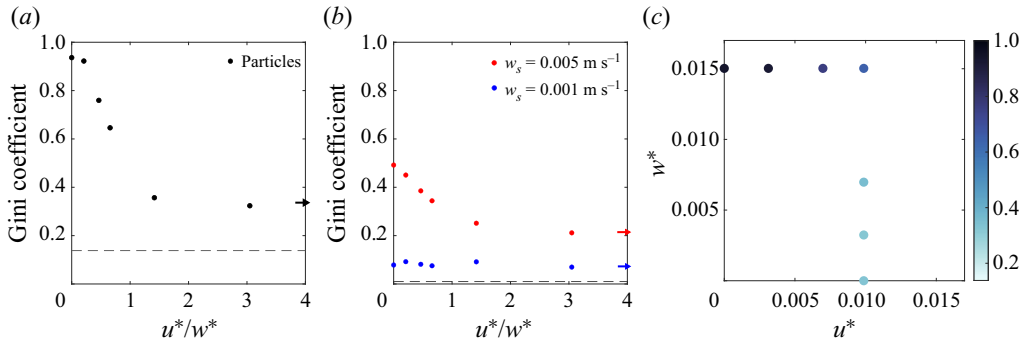 (a)
1.0
0.8
0.6
0.4
0.2
0
1
2
3
4
Gini coefficient
u*/w*
Particles
(b)
1.0
0.8
0.6
0.4
0.2
0
1
2
3
4
Gini coefficient
u*/w*
w_s = 0.005 m s⁻¹
w_s = 0.001 m s⁻¹
(c)
0.015
0.010
0.005
0
0.005
0.010
0.015
w*
u*
1.0
0.8
0.6
0.4
0.2